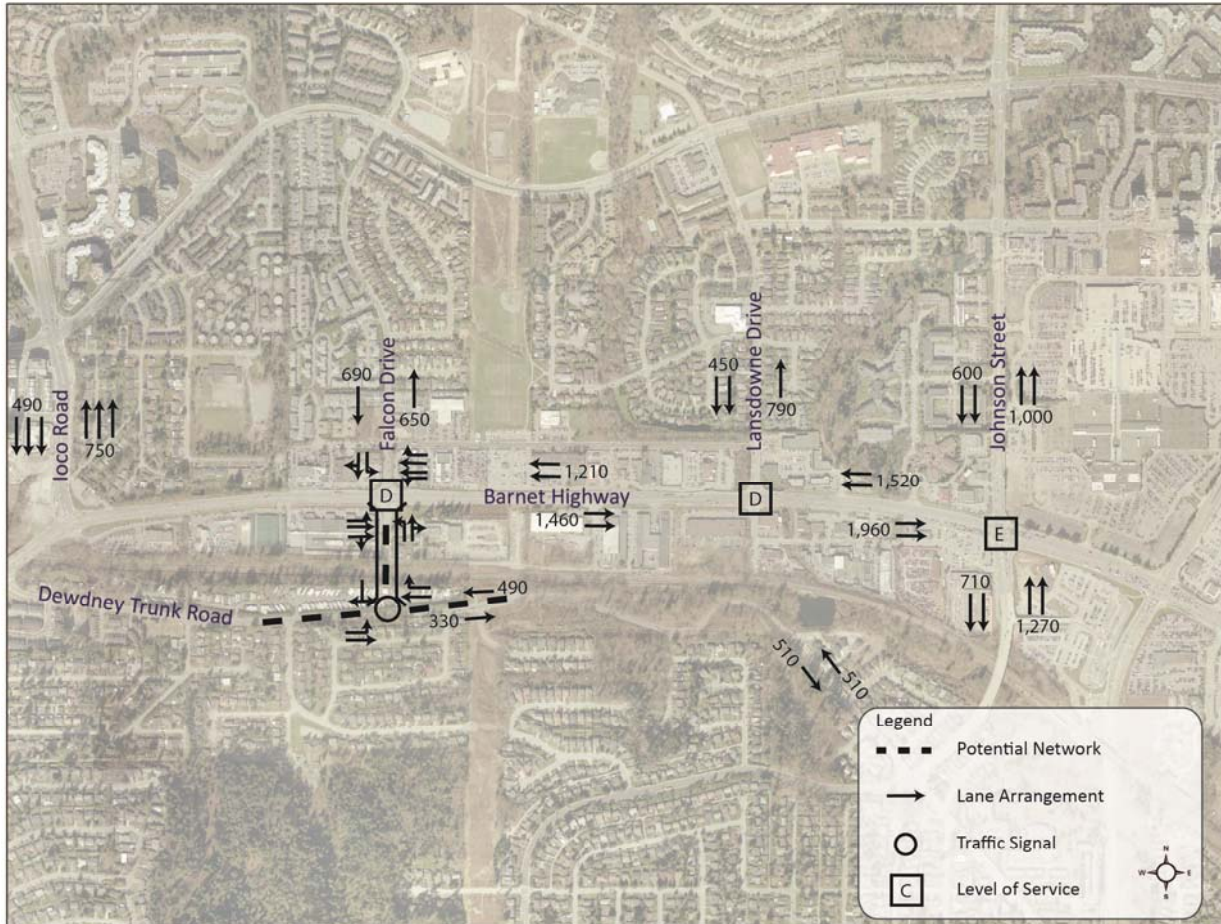 690
Falcon Drive
650
450
Lansdowne Drive
790
600
Johnson Street
1,000
490
Ioco Road
750
1,210
Barnet Highway
1,460
1,520
1,960
D
D
E
Dewdney Trunk Road
490
330
710
1,270
510
510
Legend
Potential Network
Lane Arrangement
Traffic Signal
C
Level of Service
N
W
E
S